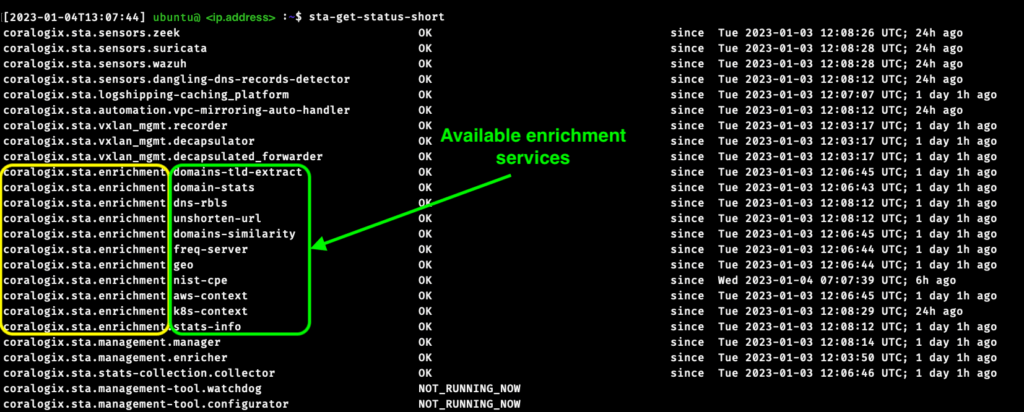 [2023-01-04T13:07:44] ubuntu@ <ip.address> :~$ sta-get-status-short
coralogix.sta.sensors.zeek OK since Tue 2023-01-03 12:08:26 UTC; 24h ago
coralogix.sta.sensors.suricata OK since Tue 2023-01-03 12:08:28 UTC; 24h ago
coralogix.sta.sensors.wazuh OK since Tue 2023-01-03 12:08:28 UTC; 24h ago
coralogix.sta.sensors.dangling-dns-records-detector OK since Tue 2023-01-03 12:08:12 UTC; 24h ago
coralogix.sta.logshipping-caching_platform OK since Tue 2023-01-03 12:07:07 UTC; 1 day 1h ago
coralogix.sta.automation.vpc-mirroring-auto-handler OK since Tue 2023-01-03 12:08:12 UTC; 24h ago
coralogix.sta.vxlan_mgmt.recorder OK since Tue 2023-01-03 12:03:17 UTC; 1 day 1h ago
coralogix.sta.vxlan_mgmt.decapsulator OK since Tue 2023-01-03 12:03:17 UTC; 1 day 1h ago
coralogix.sta.vxlan_mgmt.decapsulated_forwarder OK since Tue 2023-01-03 12:03:17 UTC; 1 day 1h ago
Available enrichment
services
coralogix.sta.enrichment.domains-tld-extract OK since Tue 2023-01-03 12:06:45 UTC; 1 day 1h ago
coralogix.sta.enrichment.domain-stats OK since Tue 2023-01-03 12:06:43 UTC; 1 day 1h ago
coralogix.sta.enrichment.dns-rbls OK since Tue 2023-01-03 12:08:12 UTC; 1 day 1h ago
coralogix.sta.enrichment.unshorten-url OK since Tue 2023-01-03 12:08:12 UTC; 1 day 1h ago
coralogix.sta.enrichment.domains-similarity OK since Tue 2023-01-03 12:06:45 UTC; 1 day 1h ago
coralogix.sta.enrichment.freq-server OK since Tue 2023-01-03 12:06:44 UTC; 1 day 1h ago
coralogix.sta.enrichment.geo OK since Tue 2023-01-03 12:06:44 UTC; 1 day 1h ago
coralogix.sta.enrichment.nist-cpe OK since Wed 2023-01-04 07:07:39 UTC; 6h ago
coralogix.sta.enrichment.aws-context OK since Tue 2023-01-03 12:06:45 UTC; 1 day 1h ago
coralogix.sta.enrichment.k8s-context OK since Tue 2023-01-03 12:08:29 UTC; 24h ago
coralogix.sta.enrichment.stats-info OK since Tue 2023-01-03 12:08:12 UTC; 1 day 1h ago
coralogix.sta.management.manager OK since Tue 2023-01-03 12:08:14 UTC; 1 day 1h ago
coralogix.sta.management.enricher OK since Tue 2023-01-03 12:03:50 UTC; 1 day 1h ago
coralogix.sta.stats-collection.collector OK since Tue 2023-01-03 12:06:46 UTC; 1 day 1h ago
coralogix.sta.management-tool.watchdog NOT_RUNNING_NOW
coralogix.sta.management-tool.configurator NOT_RUNNING_NOW